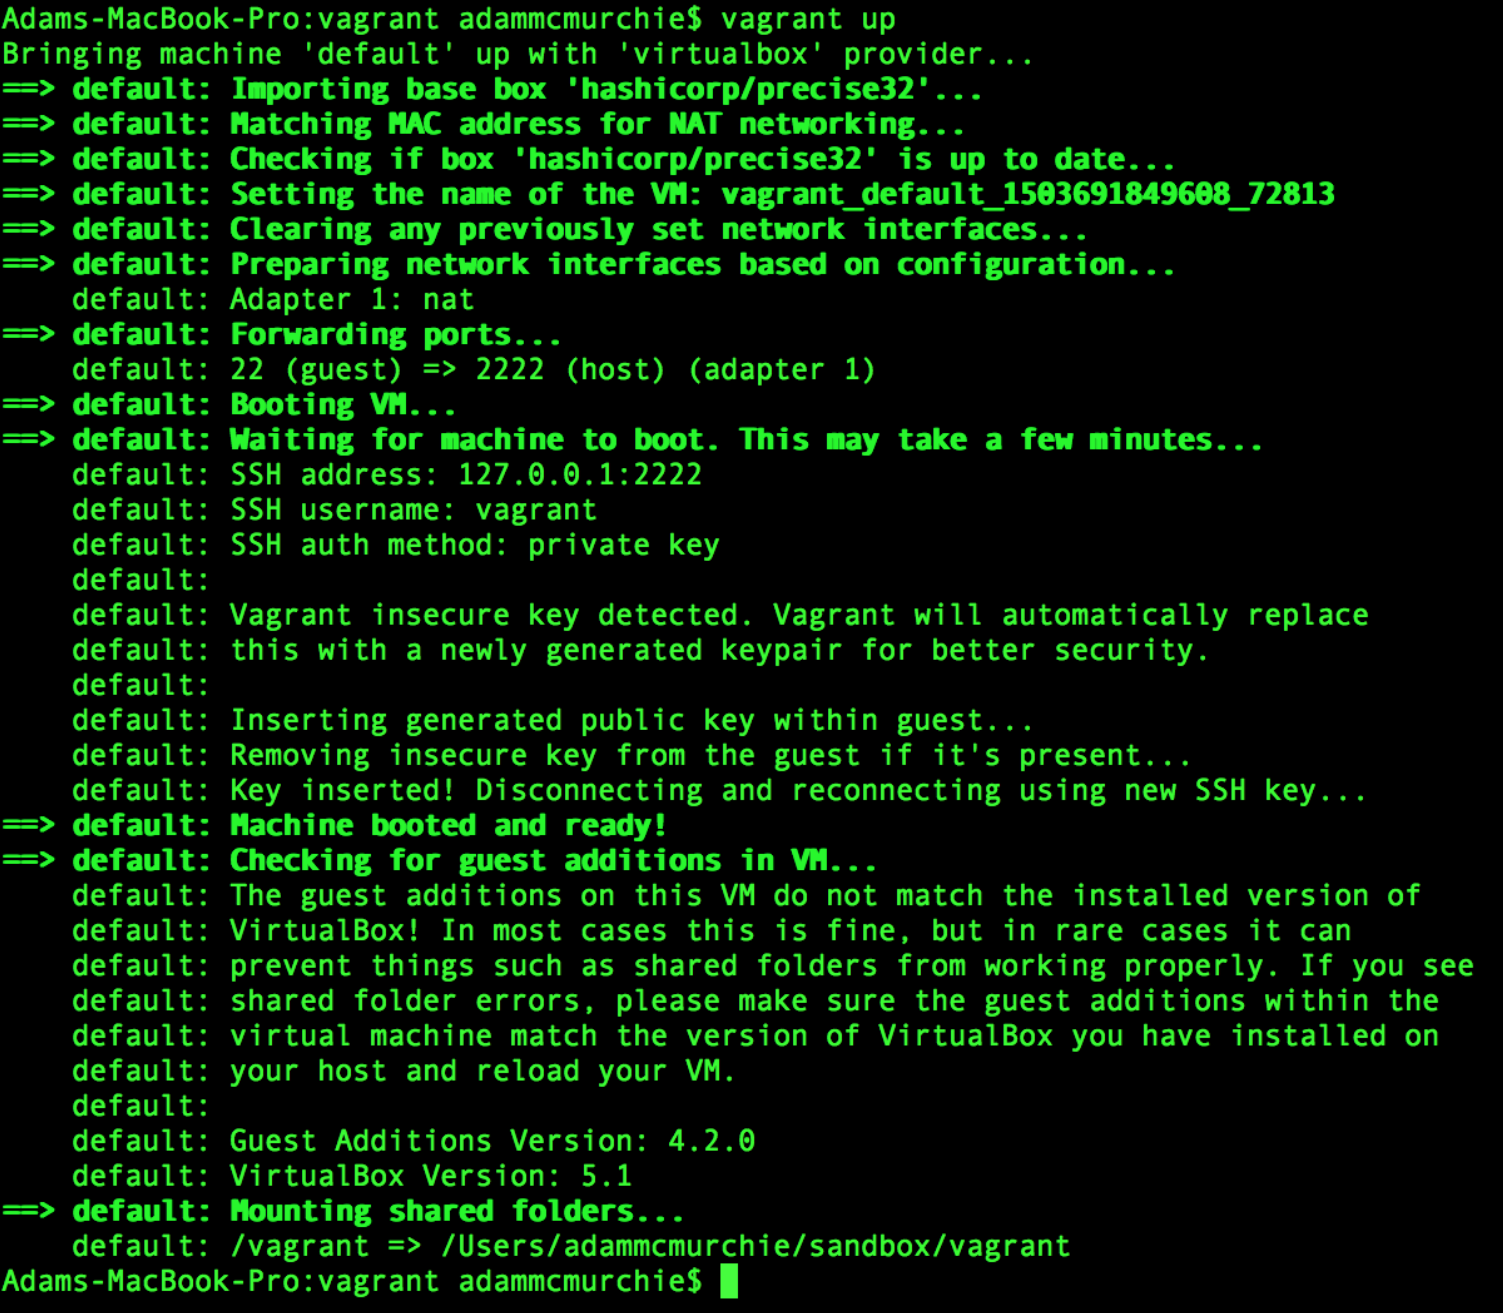 Adams-MacBook-Pro:vagrant adammcmurchie$ vagrant up
Bringing machine 'default' up with 'virtualbox' provider...
==> default: Importing base box 'hashicorp/precise32'...
==> default: Matching MAC address for NAT networking...
==> default: Checking if box 'hashicorp/precise32' is up to date...
==> default: Setting the name of the VM: vagrant_default_1503691849608_72813
==> default: Clearing any previously set network interfaces...
==> default: Preparing network interfaces based on configuration...
    default: Adapter 1: nat
==> default: Forwarding ports...
    default: 22 (guest) => 2222 (host) (adapter 1)
==> default: Booting VM...
==> default: Waiting for machine to boot. This may take a few minutes...
    default: SSH address: 127.0.0.1:2222
    default: SSH username: vagrant
    default: SSH auth method: private key
    default:
    default: Vagrant insecure key detected. Vagrant will automatically replace
    default: this with a newly generated keypair for better security.
    default:
    default: Inserting generated public key within guest...
    default: Removing insecure key from the guest if it's present...
    default: Key inserted! Disconnecting and reconnecting using new SSH key...
==> default: Machine booted and ready!
==> default: Checking for guest additions in VM...
    default: The guest additions on this VM do not match the installed version of
    default: VirtualBox! In most cases this is fine, but in rare cases it can
    default: prevent things such as shared folders from working properly. If you see
    default: shared folder errors, please make sure the guest additions within the
    default: virtual machine match the version of VirtualBox you have installed on
    default: your host and reload your VM.
    default:
    default: Guest Additions Version: 4.2.0
    default: VirtualBox Version: 5.1
==> default: Mounting shared folders...
    default: /vagrant => /Users/adammcmurchie/sandbox/vagrant
Adams-MacBook-Pro:vagrant adammcmurchie$